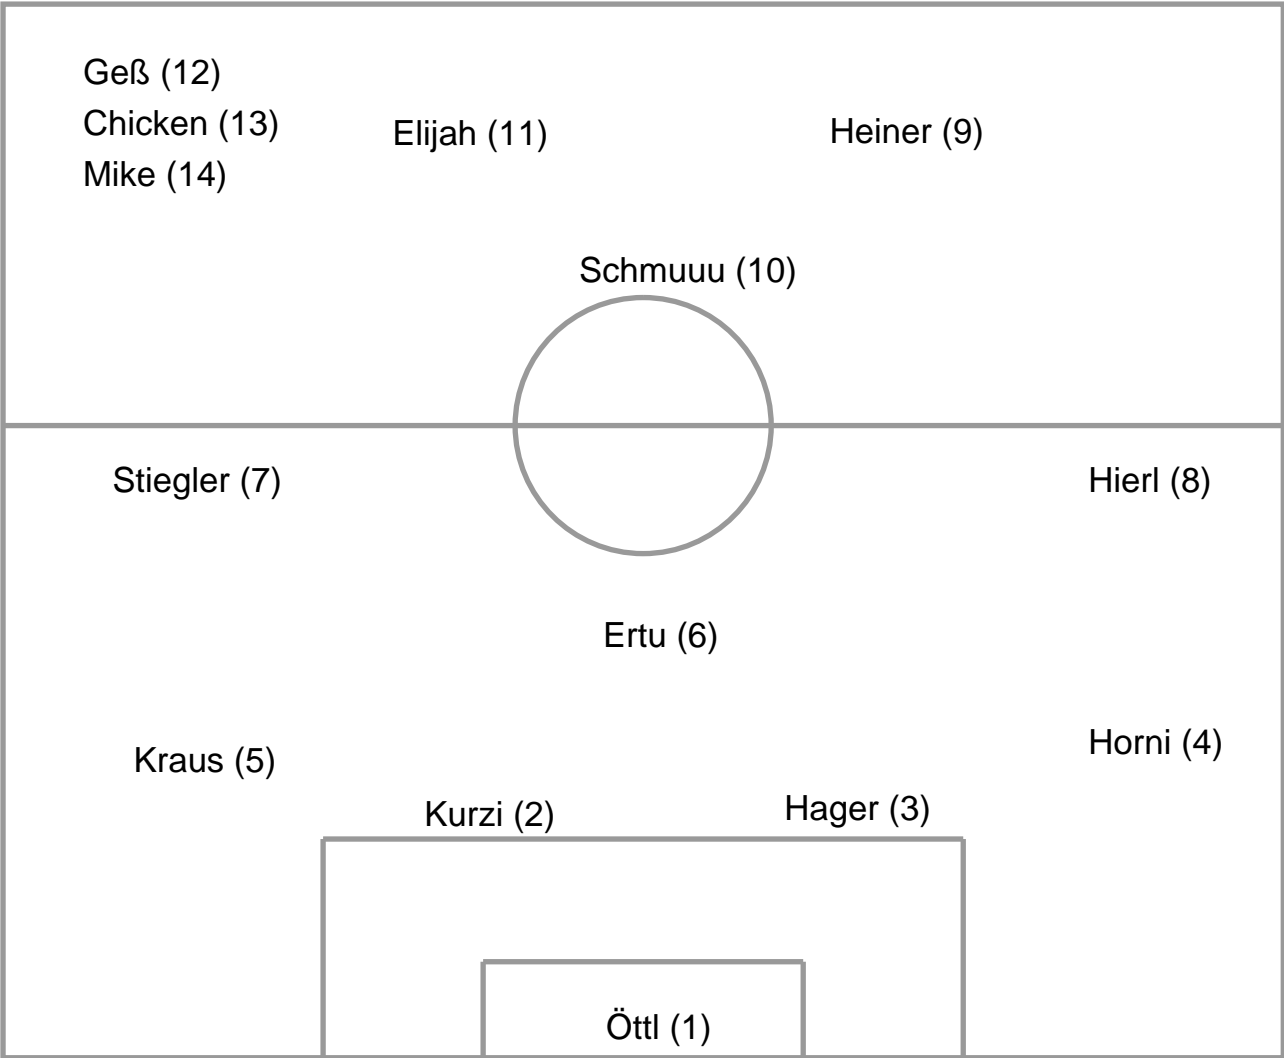 Geß (12)
Chicken (13)
Mike (14)
Elijah (11)
Heiner (9)
Schmuuu (10)
Stiegler (7)
Hierl (8)
Ertu (6)
Kraus (5)
Horni (4)
Kurzi (2)
Hager (3)
Öttl (1)